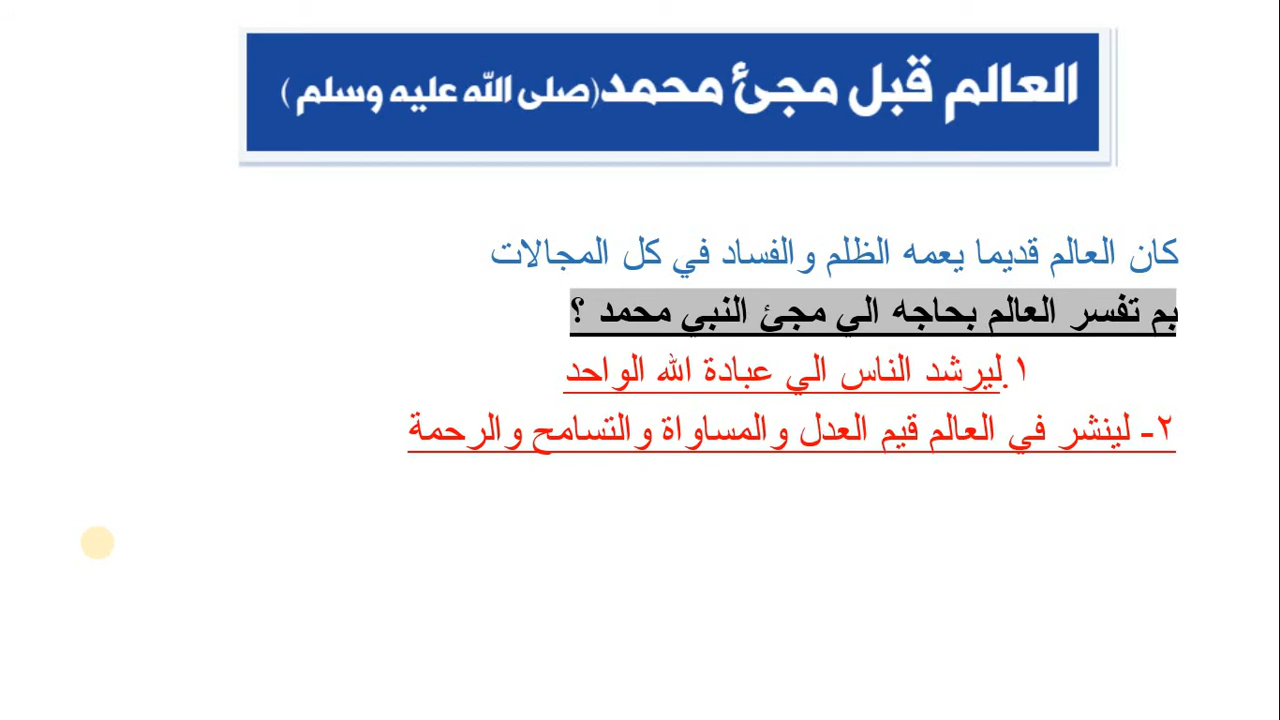 العالم قبل مجئ محمد(صلى الله عليه وسلم )
كان العالم قديما يعمه الظلم والفساد في كل المجالات
بم تفسر العالم بحاجه الي مجئ النبي محمد ؟
١.ليرشد الناس الي عبادة الله الواحد
٢- لينشر في العالم قيم العدل والمساواة والتسامح والرحمة